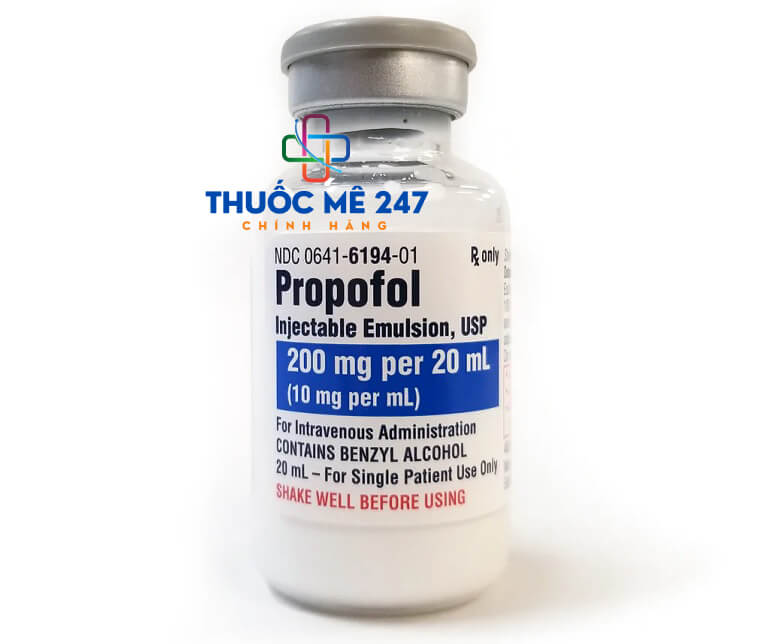 THUỐC MÊ 247
CHÍNH HÃNG
NDC 0641-6194-01
℞ only
Propofol
Injectable Emulsion, USP
200 mg per 20 mL
(10 mg per mL)
For Intravenous Administration
CONTAINS BENZYL ALCOHOL
20 mL – For Single Patient Use Only
SHAKE WELL BEFORE USING